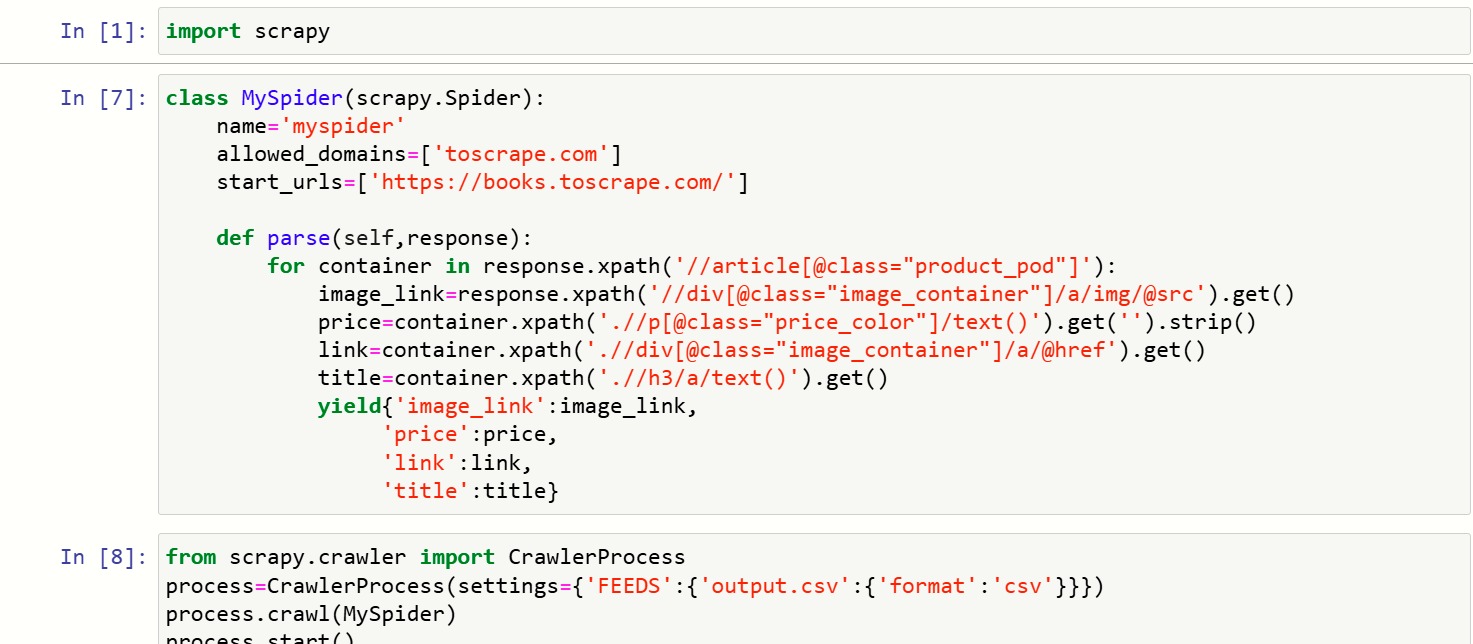 In [1]: import scrapy
In [7]: class MySpider(scrapy.Spider):
    name='myspider'
    allowed_domains=['toscrape.com']
    start_urls=['https://books.toscrape.com/']
    def parse(self,response):
        for container in response.xpath('//article[@class="product_pod"]'):
            image_link=response.xpath('//div[@class="image_container"]/a/img/@src').get()
            price=container.xpath('.//p[@class="price_color"]/text()').get('').strip()
            link=container.xpath('.//div[@class="image_container"]/a/@href').get()
            title=container.xpath('.//h3/a/text()').get()
            yield{'image_link':image_link,
                 'price':price,
                 'link':link,
                 'title':title}
In [8]: from scrapy.crawler import CrawlerProcess
process=CrawlerProcess(settings={'FEEDS':{'output.csv':{'format':'csv'}}})
process.crawl(MySpider)
process.start()